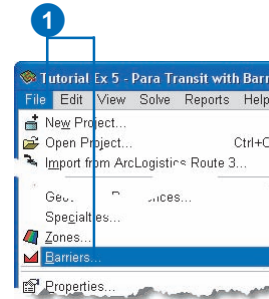 1
Tutorial Ex 5 - Para Transit with Barr
File Edit View Solve Reports Help
New Project...
Open Project... Ctrl+O
Import from ArcLogistics Route 3...
Specialties...
Zones...
Barriers...
Properties...